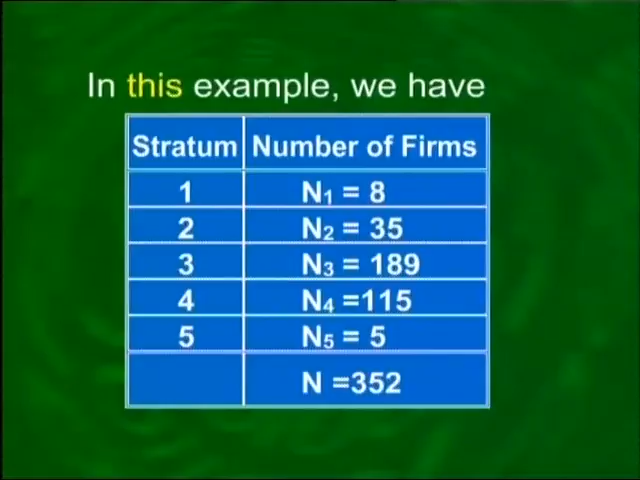 In this example, we have
Stratum Number of Firms
1 N₁ = 8
2 N₂ = 35
3 N₃ = 189
4 N₄ =115
5 N₅ = 5
N =352